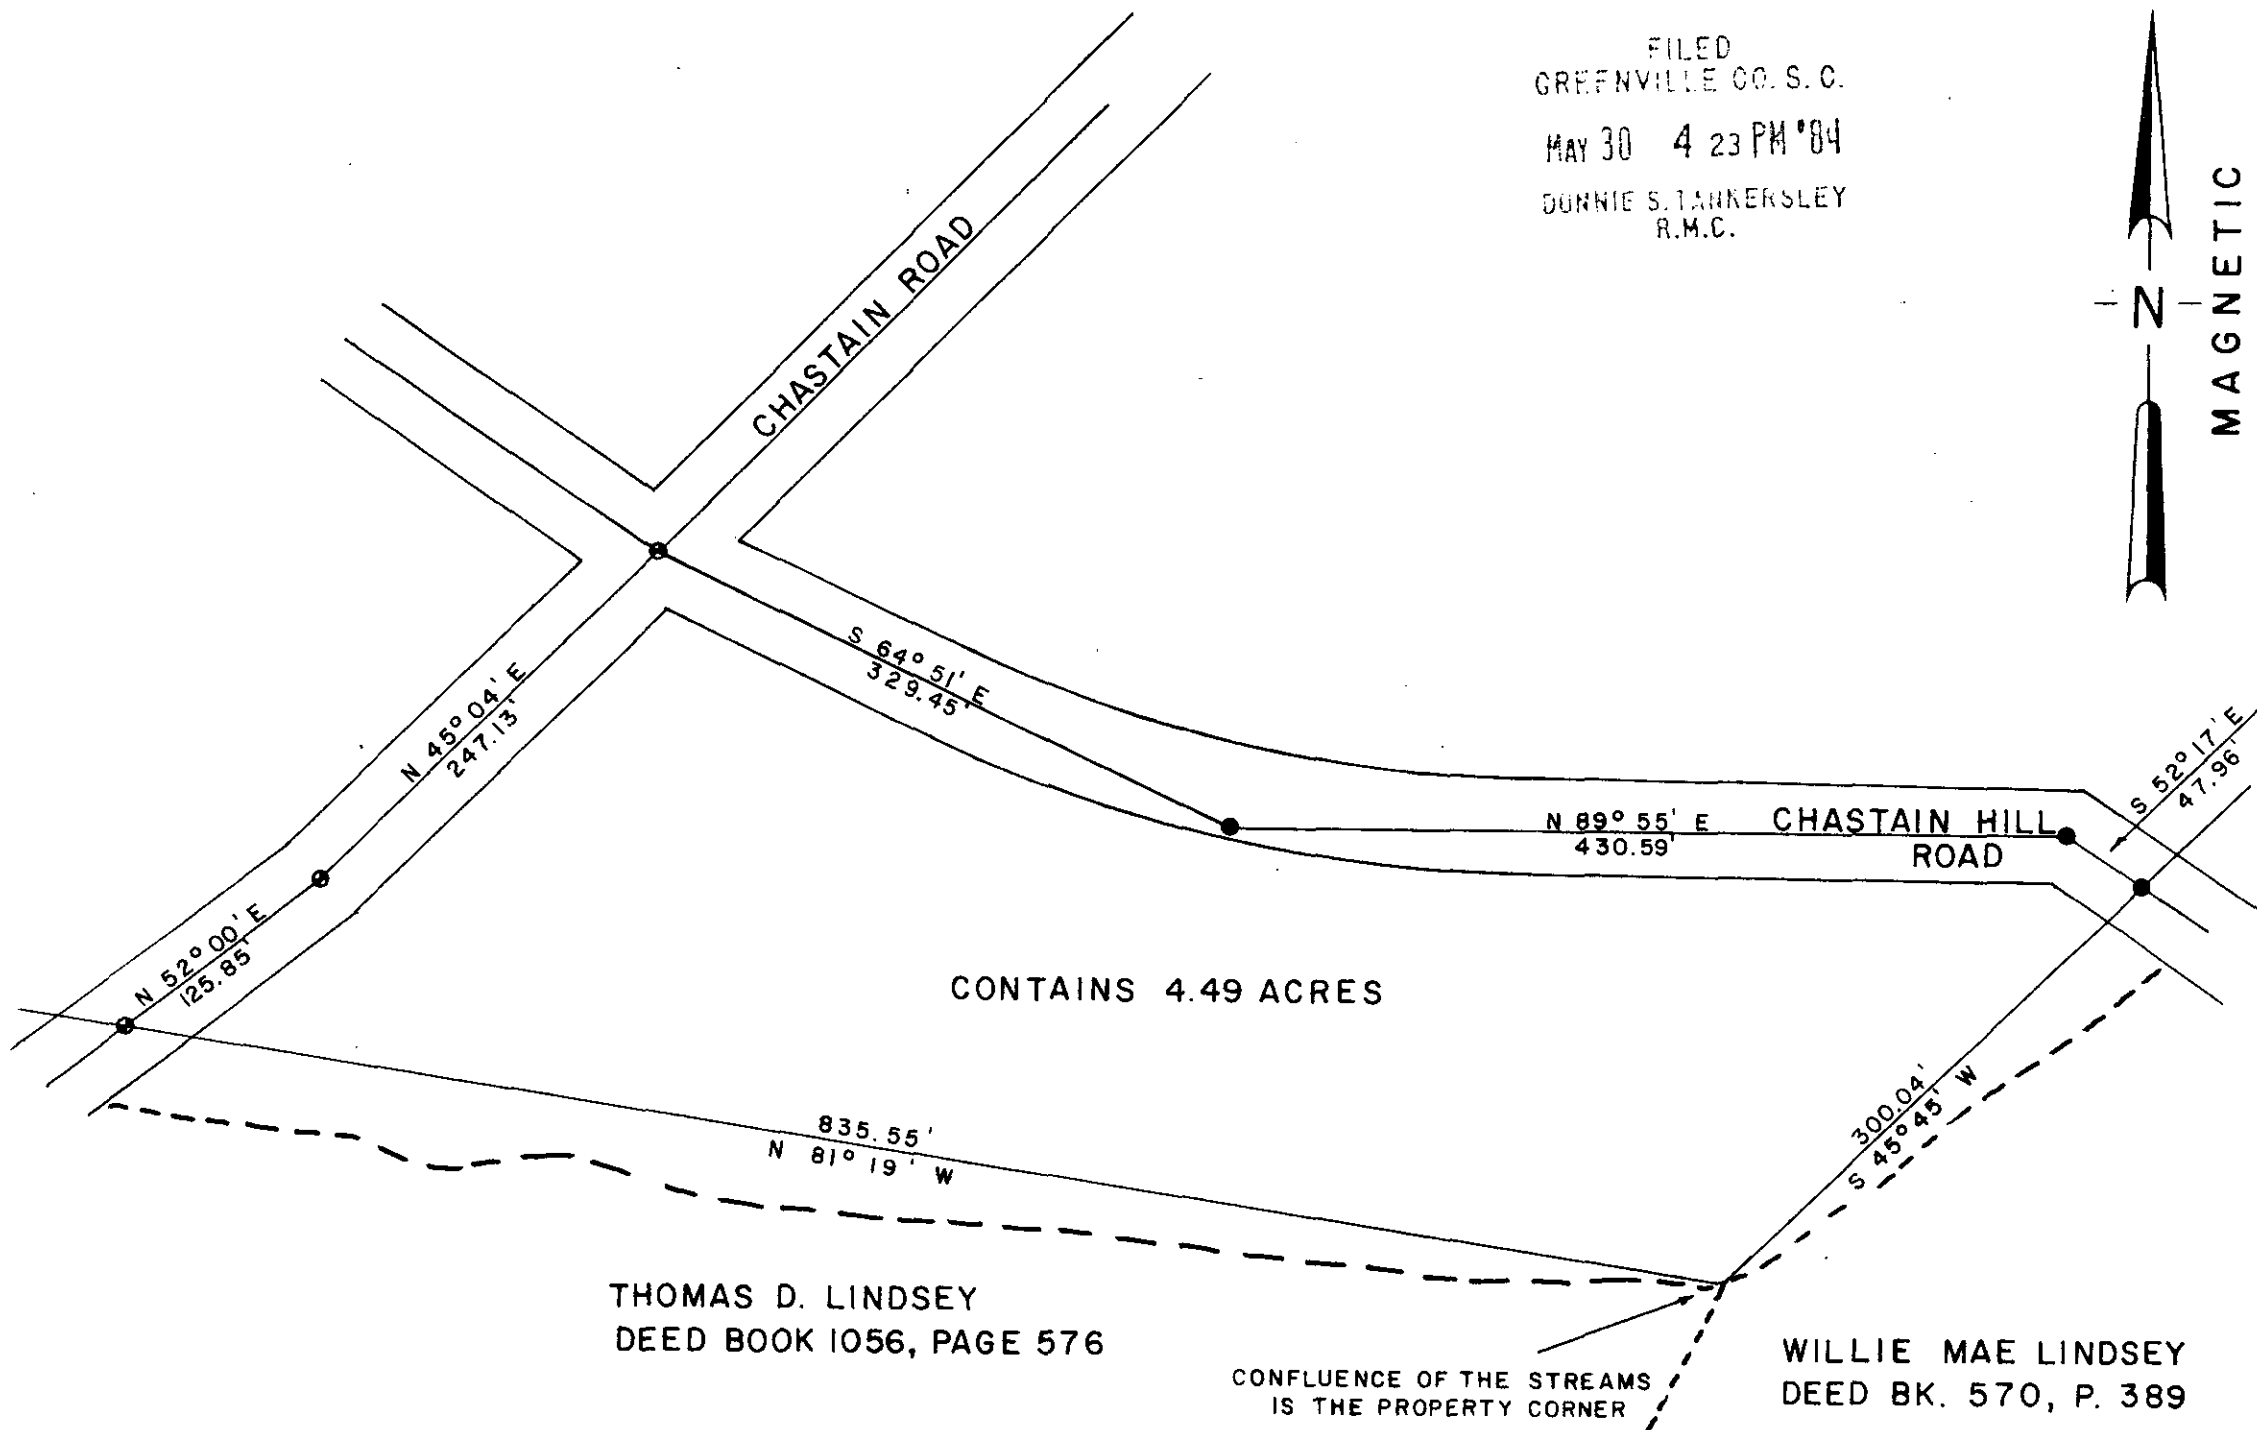 FILED
GREENVILLE CO. S. C.
MAY 30 4 23 PM '84
DONNIE S. TANKERSLEY
R.M.C.
N
MAGNETIC
CHASTAIN ROAD
S 64° 51' E
329.45'
N 45° 04' E
247.13'
S 52° 17' E
47.96'
N 89° 55' E
430.59'
CHASTAIN HILL
ROAD
N 52° 00' E
125.85'
CONTAINS 4.49 ACRES
835.55'
N 81° 19' W
300.04'
S 45° 45' W
THOMAS D. LINDSEY
DEED BOOK 1056, PAGE 576
CONFLUENCE OF THE STREAMS
IS THE PROPERTY CORNER
WILLIE MAE LINDSEY
DEED BK. 570, P. 389